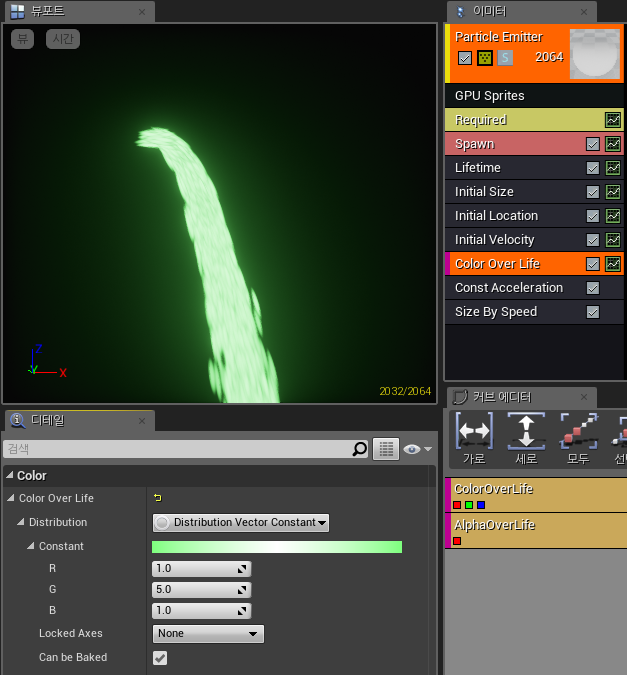 뷰포트
뷰
시간
Z
X
Y
2032/2064
이미터
Particle Emitter
S
2064
GPU Sprites
Required
Spawn
Lifetime
Initial Size
Initial Location
Initial Velocity
Color Over Life
Const Acceleration
Size By Speed
디테일
검색
Color
Color Over Life
Distribution
Distribution Vector Constant
Constant
R
1.0
G
5.0
B
1.0
Locked Axes
None
Can be Baked
커브 에디터
가로
세로
모두
ColorOverLife
AlphaOverLife